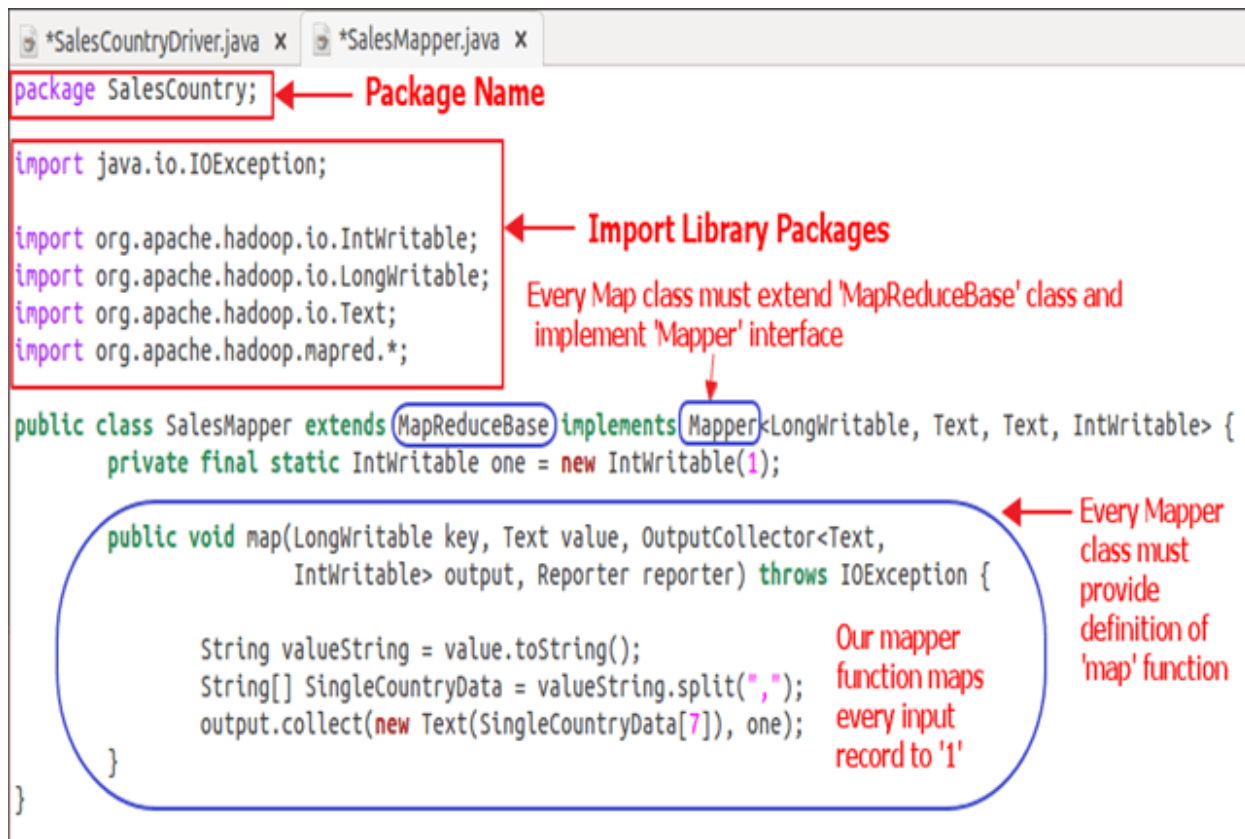 *SalesCountryDriver.java x *SalesMapper.java x
package SalesCountry;
Package Name
import java.io.IOException;
import org.apache.hadoop.io.IntWritable;
import org.apache.hadoop.io.LongWritable;
import org.apache.hadoop.io.Text;
import org.apache.hadoop.mapred.*;
Import Library Packages
Every Map class must extend 'MapReduceBase' class and
implement 'Mapper' interface
public class SalesMapper extends MapReduceBase implements Mapper<LongWritable, Text, Text, IntWritable> {
private final static IntWritable one = new IntWritable(1);
public void map(LongWritable key, Text value, OutputCollector<Text,
IntWritable> output, Reporter reporter) throws IOException {
String valueString = value.toString();
String[] SingleCountryData = valueString.split(",");
output.collect(new Text(SingleCountryData[7]), one);
}
}
Our mapper
function maps
every input
record to '1'
Every Mapper
class must
provide
definition of
'map' function